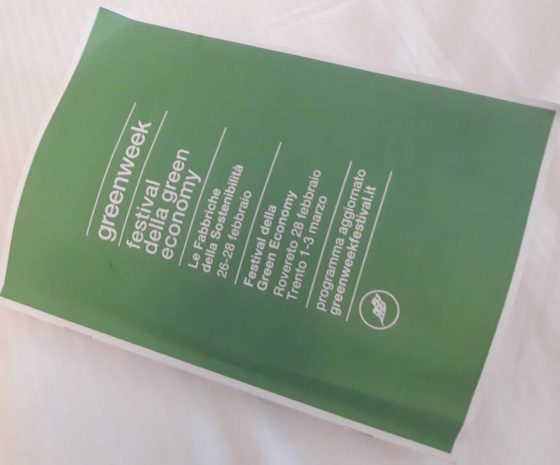 greenweek
festival
della green
economy
Le Fabbriche
della Sostenibilità
26-28 febbraio
Festival della
Green Economy
Rovereto 28 febbraio
Trento 1-3 marzo
programma aggiornato
greenweekfestival.it